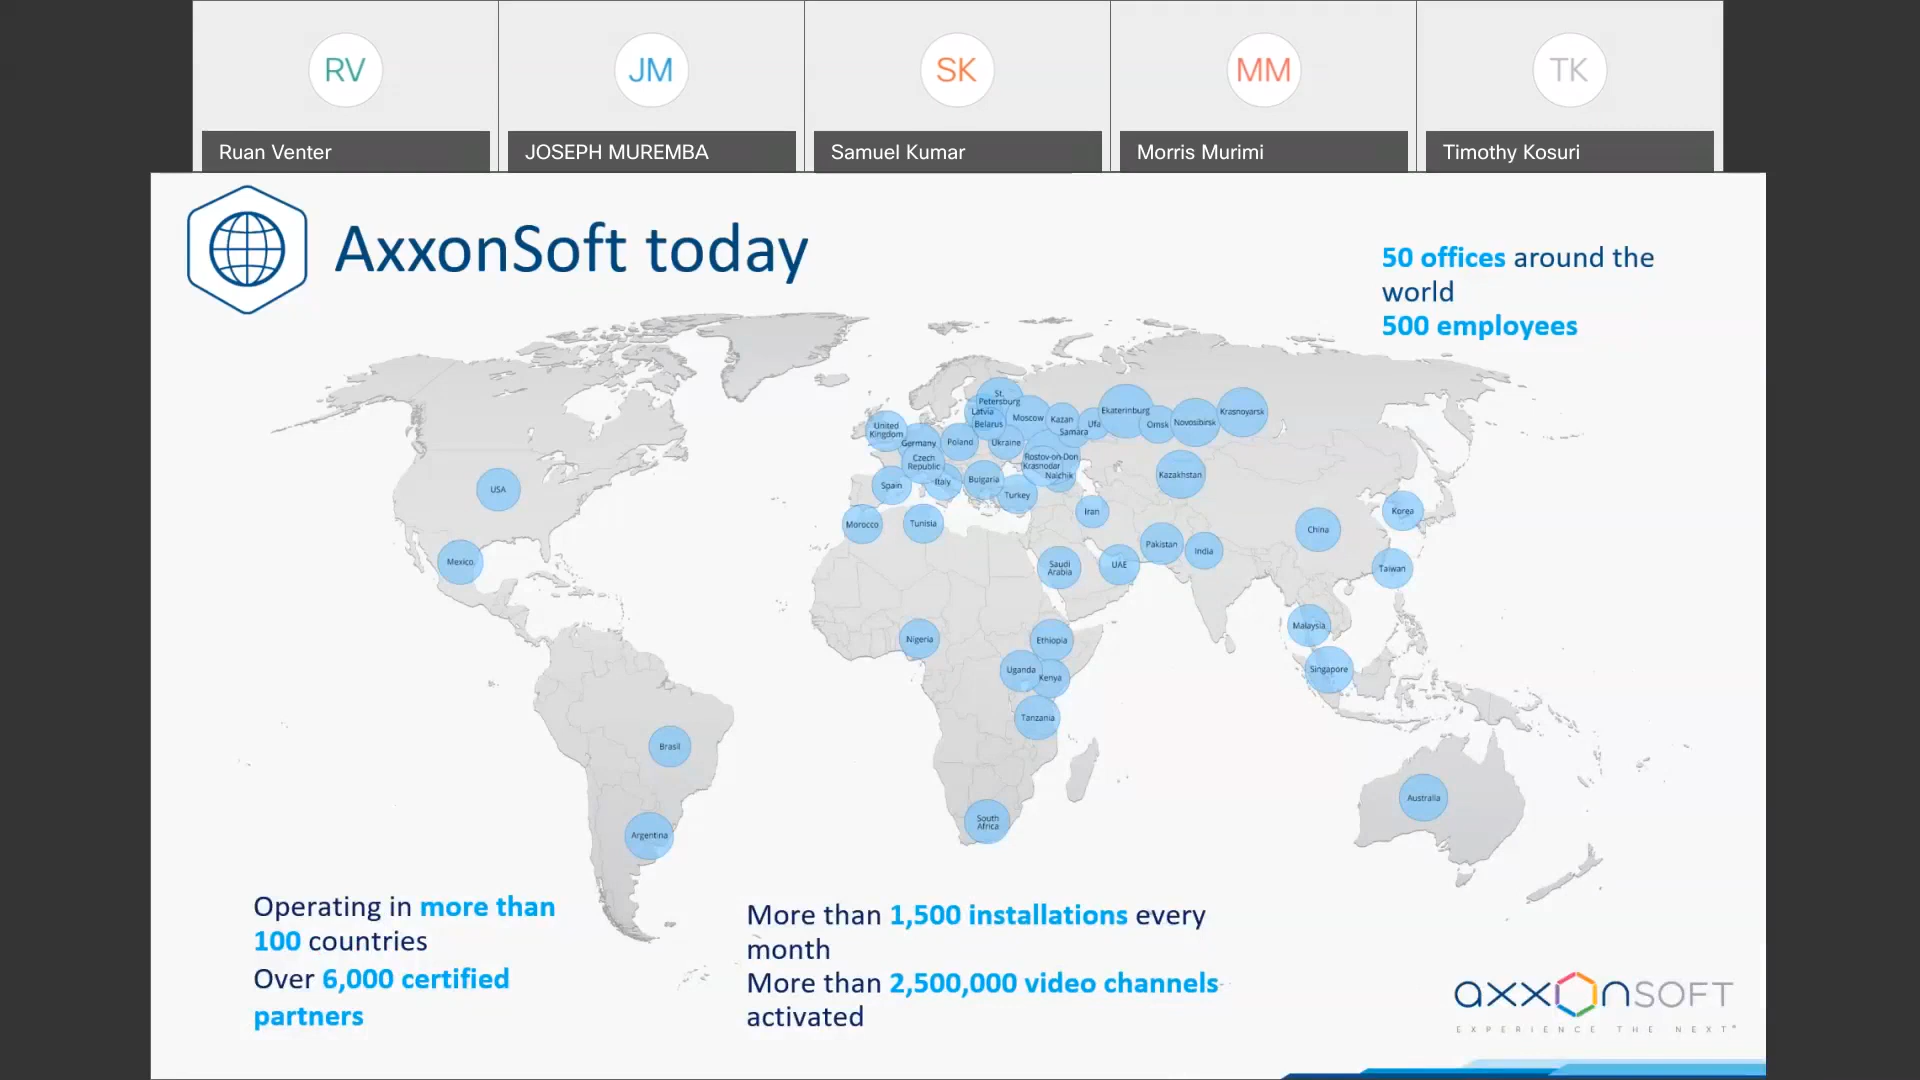 RV
JM
SK
MM
TK
Ruan Venter
JOSEPH MUREMBA
Samuel Kumar
Morris Murimi
Timothy Kosuri
AxxonSoft today
50 offices around the
world
500 employees
St.
Petersburg
Latvia
Belarus
Moscow
Kazan
Samara
Ufa
Ekaterinburg
Omsk
Novosibirsk
Krasnoyarsk
United
Kingdom
Germany
Poland
Ukraine
Czech
Republic
Rostov-on-Don
Krasnodar
Nalchik
Kazakhstan
Spain
Italy
Bolgaria
Turkey
USA
Iran
Korea
Morocco
Tunisia
China
Mexico
Saudi
Arabia
UAE
Pakistan
India
Taiwan
Nigeria
Ethiopia
Uganda
Kenya
Malaysia
Singapore
Tanzania
Brasil
Australia
Argentina
South
Africa
Operating in more than
100 countries
Over 6,000 certified
partners
More than 1,500 installations every
month
More than 2,500,000 video channels
activated
axxonsoft
EXPERIENCE THE NEXT